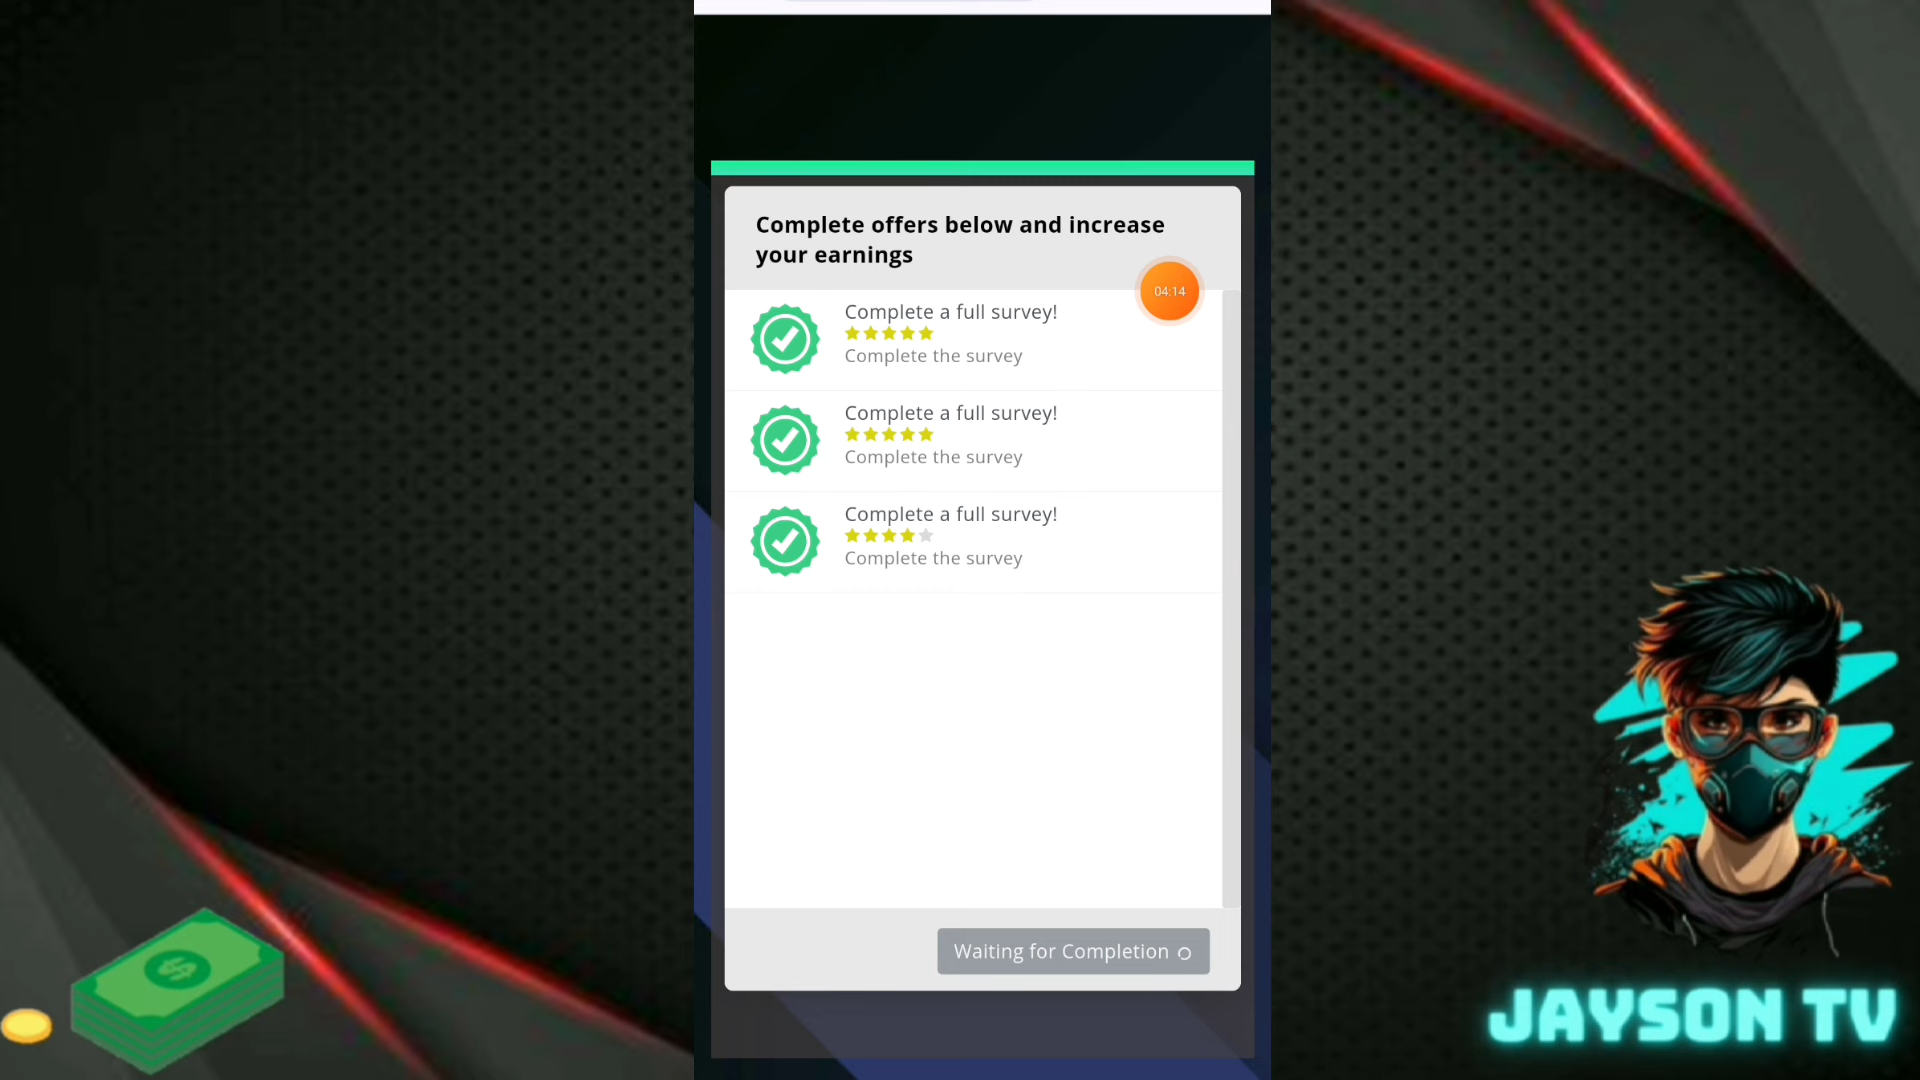 Complete offers below and increase
your earnings
04:14
Complete a full survey!
Complete the survey
Complete a full survey!
Complete the survey
Complete a full survey!
Complete the survey
Waiting for Completion
$
JAYSON TV